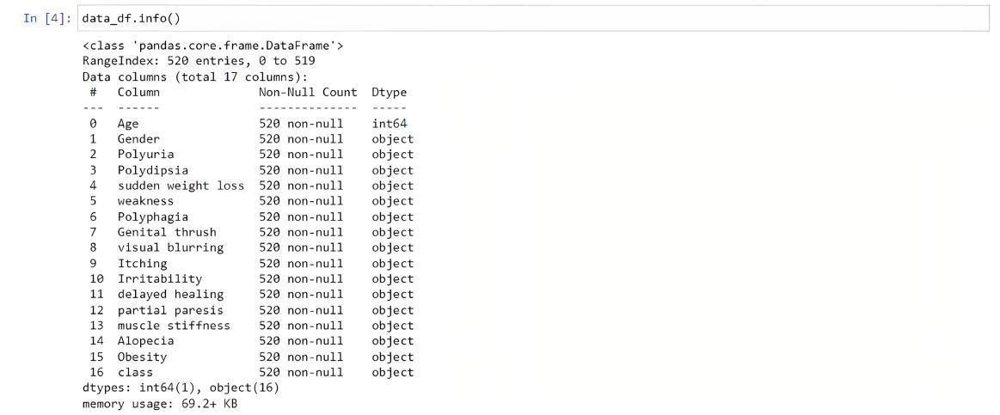 In [4]: data_df.info()
<class 'pandas.core.frame.DataFrame'>
RangeIndex: 520 entries, 0 to 519
Data columns (total 17 columns):
 #   Column              Non-Null Count  Dtype
---  ------              --------------  -----
 0   Age                 520 non-null    int64
 1   Gender              520 non-null    object
 2   Polyuria            520 non-null    object
 3   Polydipsia          520 non-null    object
 4   sudden weight loss  520 non-null    object
 5   weakness            520 non-null    object
 6   Polyphagia          520 non-null    object
 7   Genital thrush      520 non-null    object
 8   visual blurring     520 non-null    object
 9   Itching             520 non-null    object
 10  Irritability        520 non-null    object
 11  delayed healing     520 non-null    object
 12  partial paresis     520 non-null    object
 13  muscle stiffness    520 non-null    object
 14  Alopecia            520 non-null    object
 15  Obesity             520 non-null    object
 16  class               520 non-null    object
dtypes: int64(1), object(16)
memory usage: 69.2+ KB